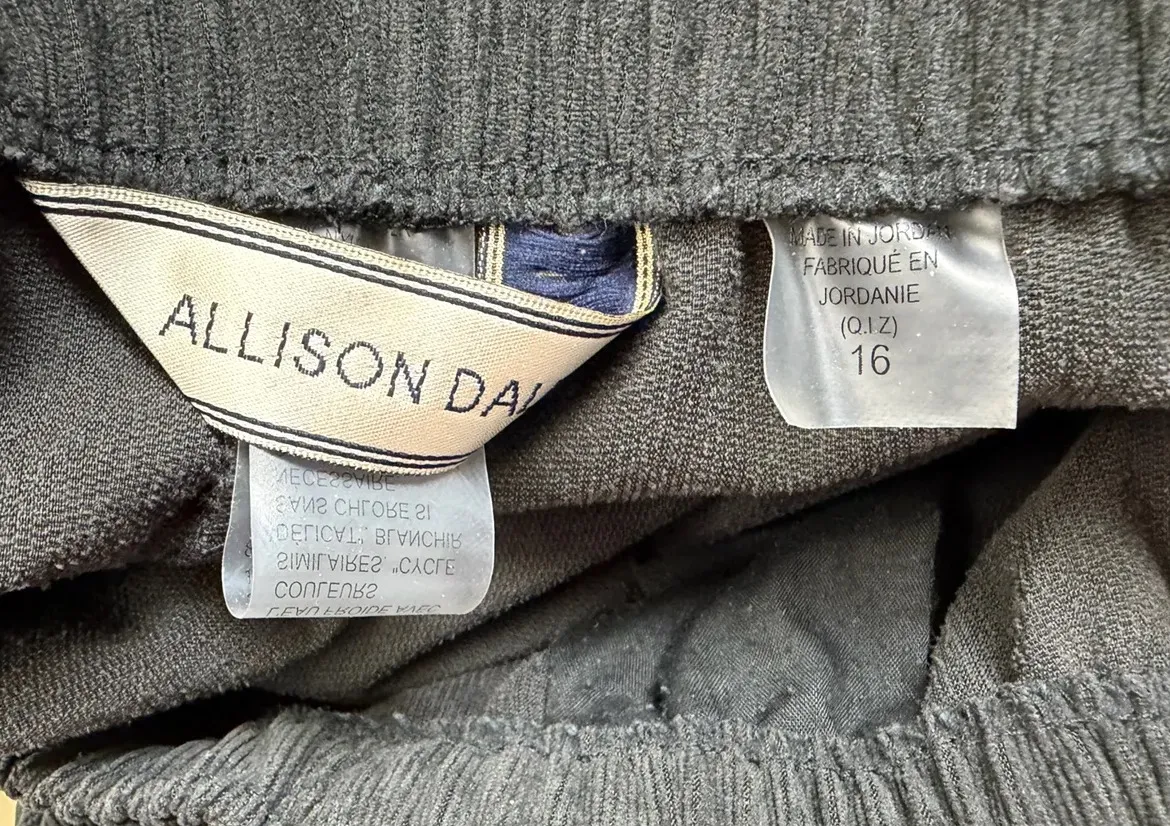 ALLISON DAL
MADE IN JORDAN
FABRIQUÉ EN
JORDANIE
(Q.I.Z)
16
L'EAU FROIDE AVEC
COULEURS
SIMILAIRES. "CYCLE
DÉLICAT". BLANCHIR
SANS CHLORE SI
NÉCESSAIRE